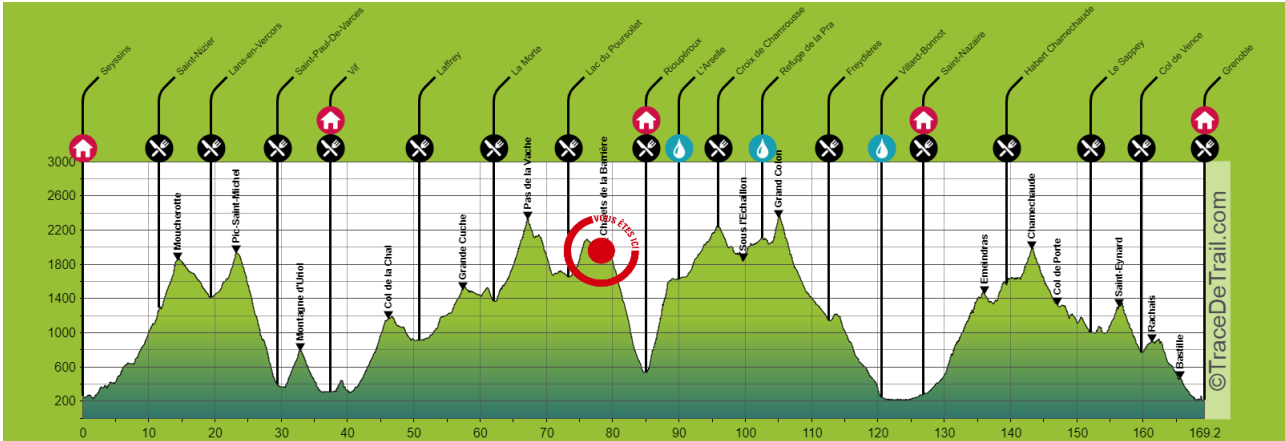 Seyssins
Saint-Nizier
Lans-en-Vercors
Saint-Paul-De-Varces
Vif
Laffrey
La Morte
Lac du Poursollet
Rioupéroux
L'Arselle
Croix de Chamrousse
Refuge de la Pra
Freydières
Villard-Bonnot
Saint-Nazaire
Habert Chamechaude
Le Sappey
Col de Vence
Grenoble
3000
2600
2200
1800
1400
1000
600
200
Moucherotte
Pic-Saint-Michel
Montagne d'Uriol
Col de la Chal
Grande Cuche
Pas de la Vache
Chalets de la Barrière
VOUS ÊTES ICI
Sous l'Echaillon
Grand Colon
Emeindras
Chamechaude
Col de Porte
Saint-Eynard
Rachais
Bastille
©TraceDeTrail.com
0 10 20 30 40 50 60 70 80 90 100 110 120 130 140 150 160 169.2